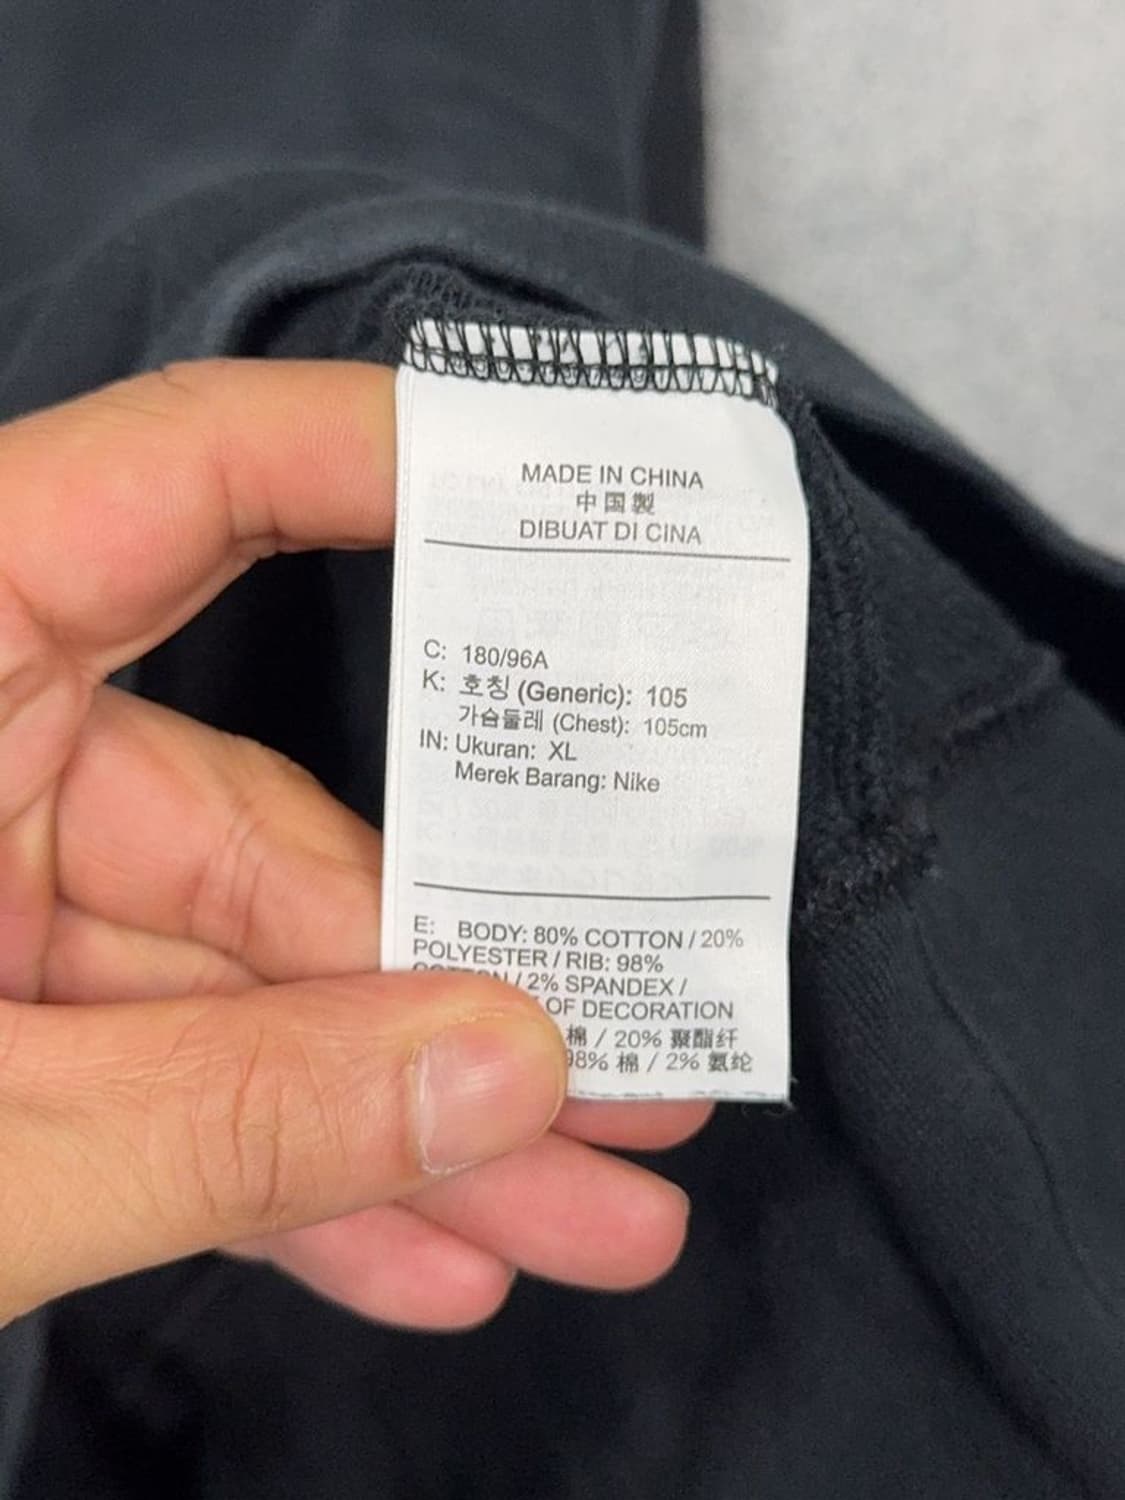 MADE IN CHINA
中国製
DIBUAT DI CINA
C: 180/96A
K: 호칭 (Generic): 105
가슴둘레 (Chest): 105cm
IN: Ukuran: XL
Merek Barang: Nike
E: BODY: 80% COTTON / 20%
POLYESTER / RIB: 98%
/ 2% SPANDEX /
OF DECORATION
棉 / 20% 聚酯纤
98% 棉 / 2% 氨纶